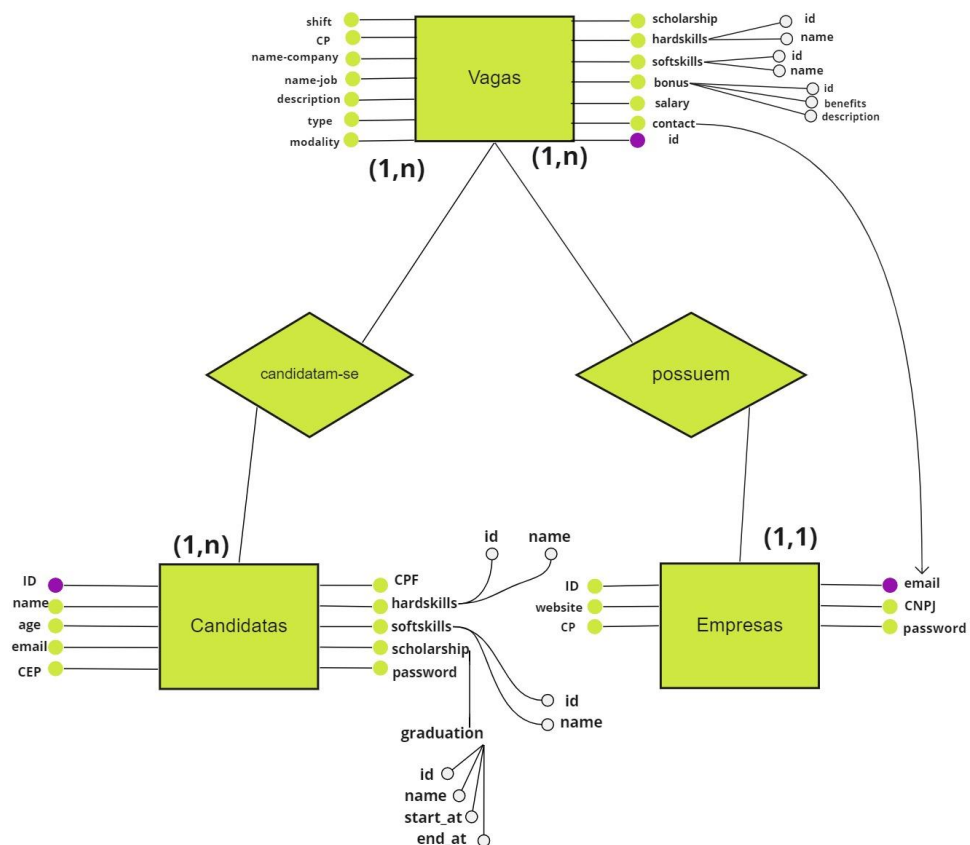 shift
CP
name-company
name-job
description
type
modality
Vagas
scholarship
hardskills
id
name
softskills
id
name
bonus
id
benefits
description
salary
contact
id
(1,n)
(1,n)
candidatam-se
possuem
(1,n)
(1,1)
ID
name
age
email
CEP
Candidatas
CPF
hardskills
id
name
softskills
id
name
scholarship
password
graduation
id
name
start_at
end_at
ID
website
CP
Empresas
email
CNPJ
password